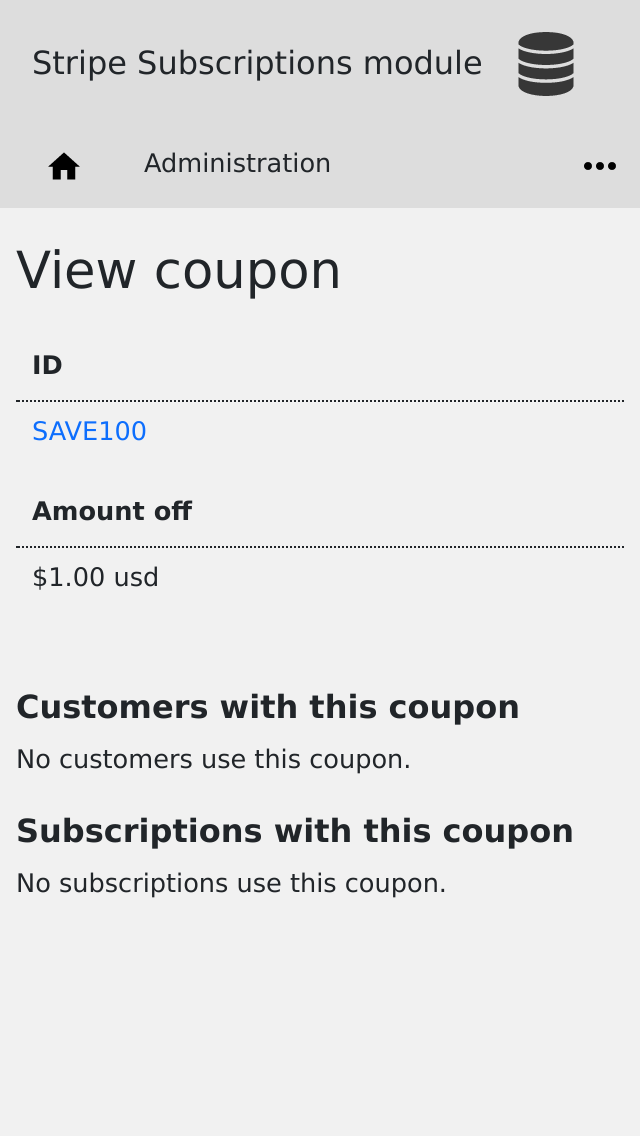 Stripe Subscriptions module
Administration
View coupon
ID
SAVE100
Amount off
$1.00 usd
Customers with this coupon
No customers use this coupon.
Subscriptions with this coupon
No subscriptions use this coupon.